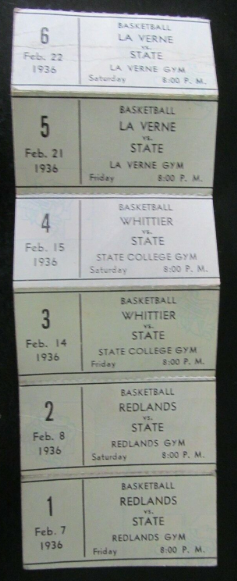 6
Feb. 22
1936
BASKETBALL
LA VERNE
vs.
STATE
LA VERNE GYM
Saturday 8:00 P. M.
5
Feb. 21
1936
BASKETBALL
LA VERNE
vs.
STATE
LA VERNE GYM
Friday 8:00 P. M.
4
Feb. 15
1936
BASKETBALL
WHITTIER
vs.
STATE
STATE COLLEGE GYM
Saturday 8:00 P. M.
3
Feb. 14
1936
BASKETBALL
WHITTIER
vs.
STATE
STATE COLLEGE GYM
Friday 8:00 P. M.
2
Feb. 8
1936
BASKETBALL
REDLANDS
vs.
STATE
REDLANDS GYM
Saturday 8:00 P. M.
1
Feb. 7
1936
BASKETBALL
REDLANDS
vs.
STATE
REDLANDS GYM
Friday 8:00 P. M.